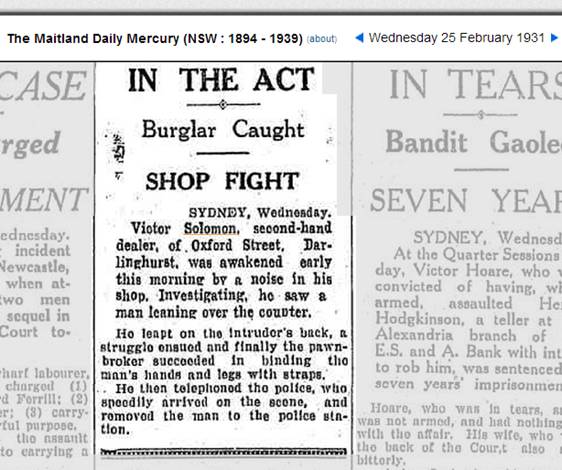 The Maitland Daily Mercury (NSW : 1894 - 1939) (about) Wednesday 25 February 1931
CASE
rged
MENT
ednesday.
incident
Newcastle,
when at-
two men
sequel in
Court to-
wharf labourer,
charged (1)
d Ferrill; (2)
er; (3) carry-
yful purpose,
the assault
to carrying a
IN THE ACT
Burglar Caught
SHOP FIGHT
SYDNEY, Wednesday.
Victor Solomon, second-hand
dealer, of Oxford Street, Dar-
linghurst, was awakened early
this morning by a noise in his
shop. Investigating, he saw a
man leaning over the counter.
He leapt on the intruder's back, a
struggle ensued and finally the pawn-
broker succeeded in binding the
man's hands and legs with straps.
He then telephoned the police, who
speedily arrived on the scene, and
removed the man to the police sta-
tion.
IN TEARS
Bandit Gaole
SEVEN YEA
SYDNEY, Wednesd
At the Quarter Sessions
day, Victor Hoare, who w
convicted of having, wh
armed, assaulted He
Hodgkinson, a teller at
Alexandria branch of
E.S. and A. Bank with int
to rob him, was sentenced
seven years' imprisonmen
Hoare, who was in tears, s
was not armed, and had nothing
with the affair. His wife, who
the back of the Court, also
bitterly.